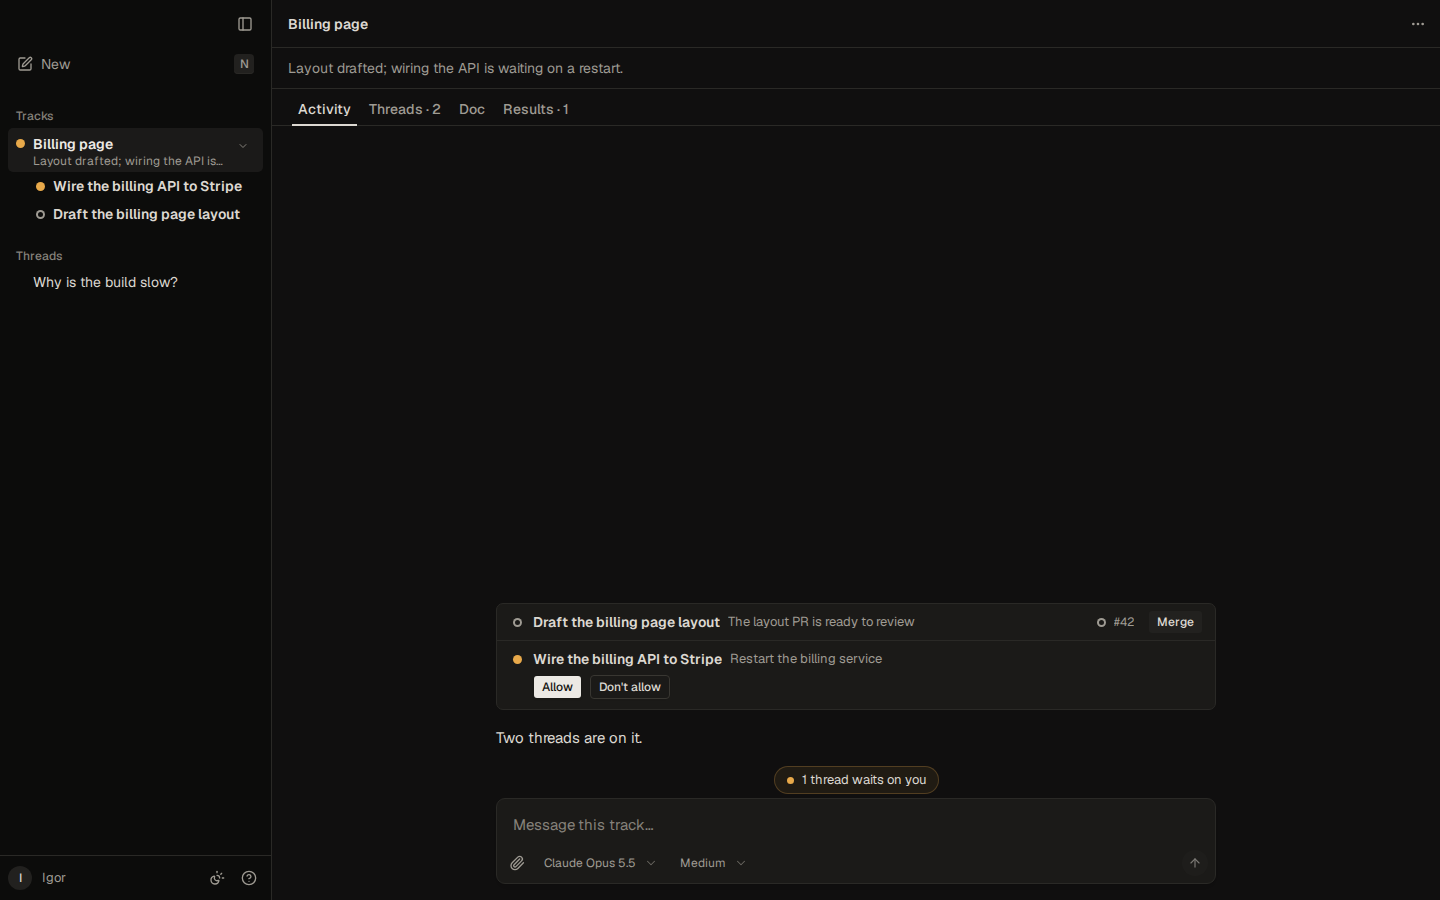 New
N
Tracks
Billing page
Layout drafted; wiring the API is...
Wire the billing API to Stripe
Draft the billing page layout
Threads
Why is the build slow?
I
Igor
Billing page
Layout drafted; wiring the API is waiting on a restart.
Activity Threads · 2 Doc Results · 1
Draft the billing page layout The layout PR is ready to review #42 Merge
Wire the billing API to Stripe Restart the billing service
Allow Don't allow
Two threads are on it.
1 thread waits on you
Message this track...
Claude Opus 5.5 Medium